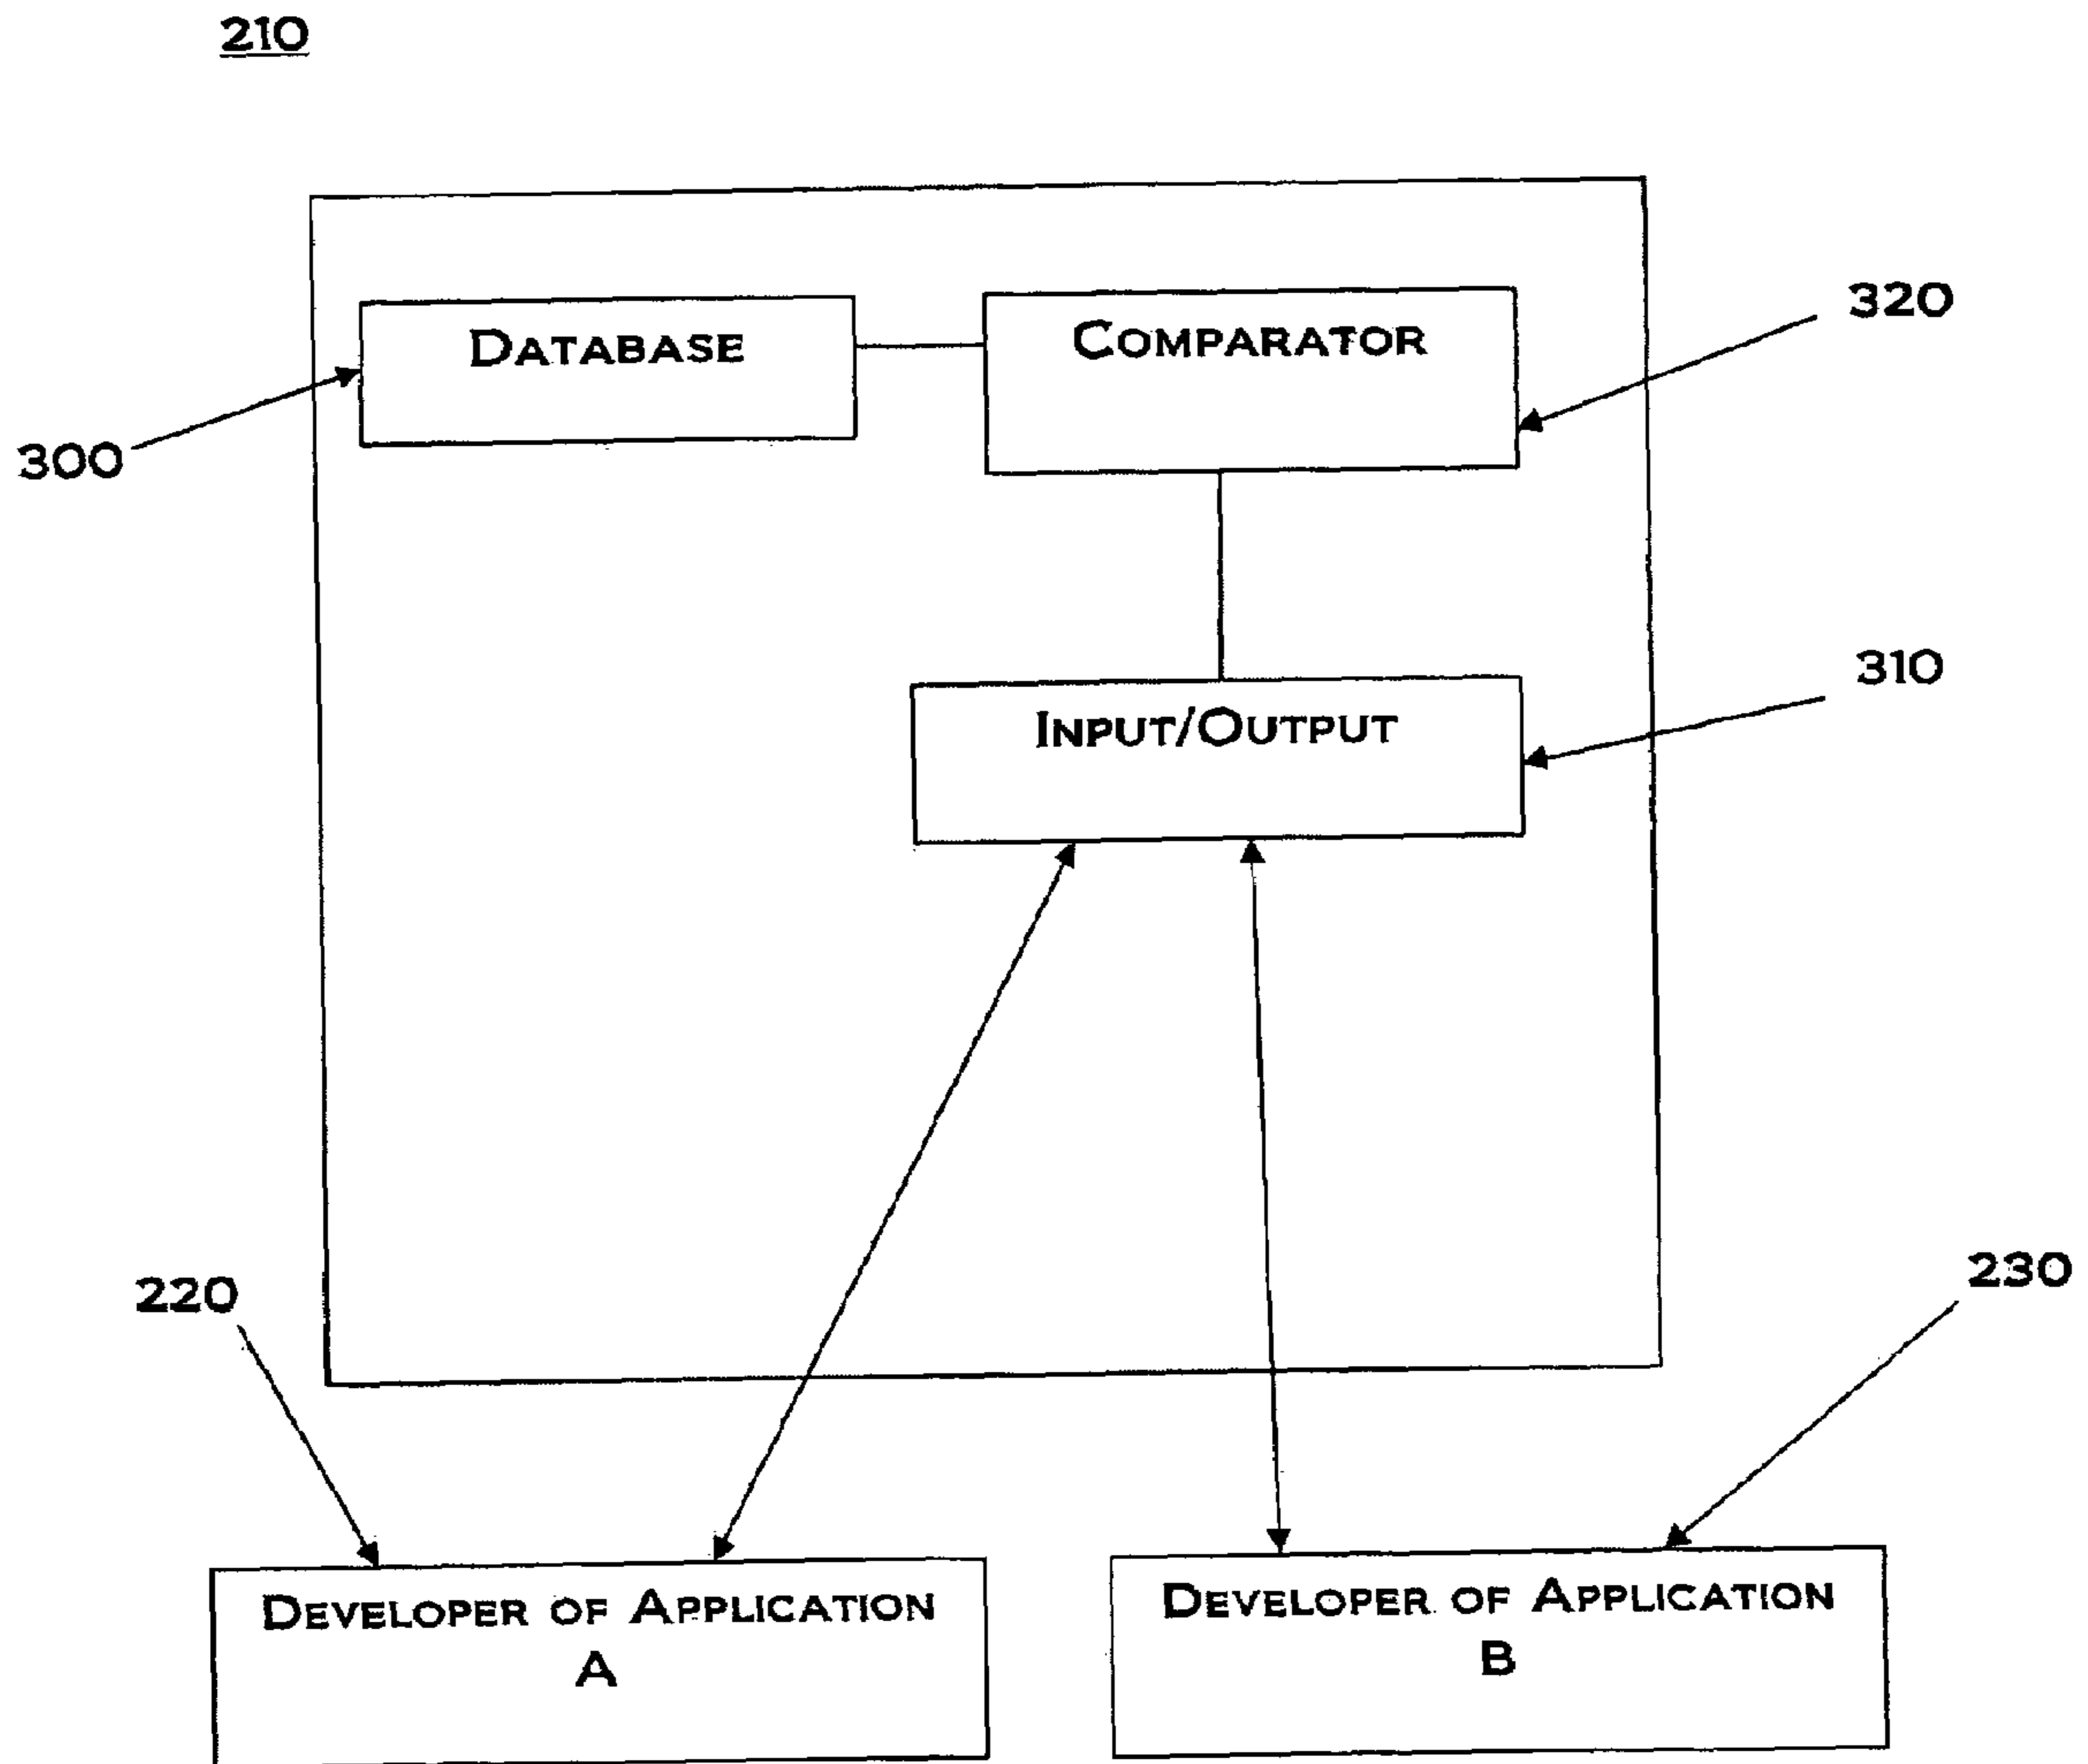 210
DATABASE
COMPARATOR
320
300
310
INPUT/OUTPUT
220
230
DEVELOPER OF APPLICATION
A
DEVELOPER OF APPLICATION
B